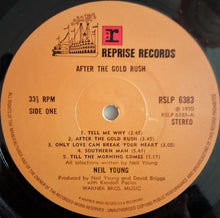 REPRISE RECORDS
AFTER THE GOLD RUSH
33⅓ RPM
RSLP 6383
SIDE ONE
RSLP 6383-A
℗ 1970
STEREO
1. TELL ME WHY (2.45)
2. AFTER THE GOLD RUSH (3.45)
3. ONLY LOVE CAN BREAK YOUR HEART (3.05)
4. SOUTHERN MAN (5.41)
5. TILL THE MORNING COMES (1.17)
All selections written by Neil Young
NEIL YOUNG
Produced by Neil Young and David Briggs
with Kendall Pacios
WARNER BROS. MUSIC